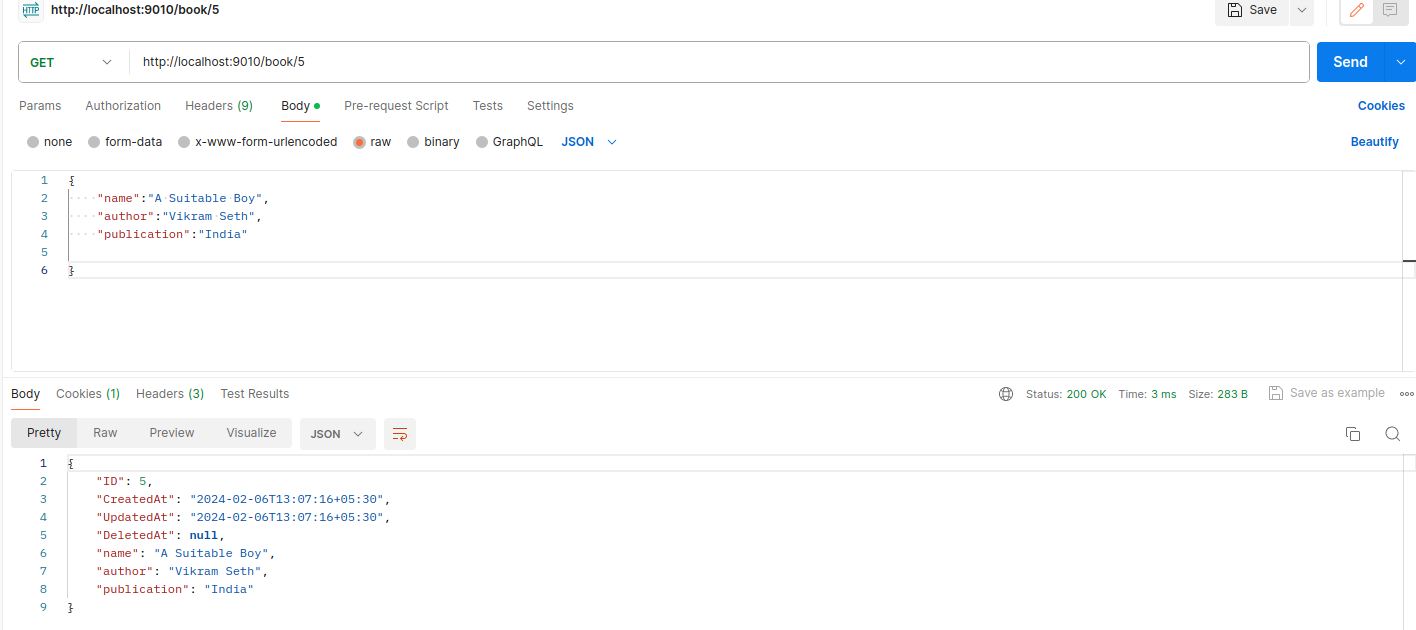 HTTP http://localhost:9010/book/5 Save
GET http://localhost:9010/book/5 Send
Params Authorization Headers (9) Body Pre-request Script Tests Settings Cookies
none form-data x-www-form-urlencoded raw binary GraphQL JSON Beautify
1 {
2 "name":"A Suitable Boy",
3 "author":"Vikram Seth",
4 "publication":"India"
5
6 }
Body Cookies (1) Headers (3) Test Results Status: 200 OK Time: 3 ms Size: 283 B Save as example
Pretty Raw Preview Visualize JSON
1 {
2 "ID": 5,
3 "CreatedAt": "2024-02-06T13:07:16+05:30",
4 "UpdatedAt": "2024-02-06T13:07:16+05:30",
5 "DeletedAt": null,
6 "name": "A Suitable Boy",
7 "author": "Vikram Seth",
8 "publication": "India"
9 }